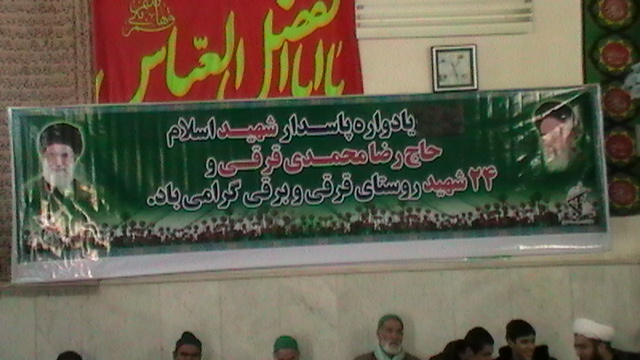 یا ابا الفضل العباس
یادواره پاسدار شهید اسلام
حاج رضا محمدی قرقی و
۲۴ شهید روستای قرقی و برقی گرامی باد.